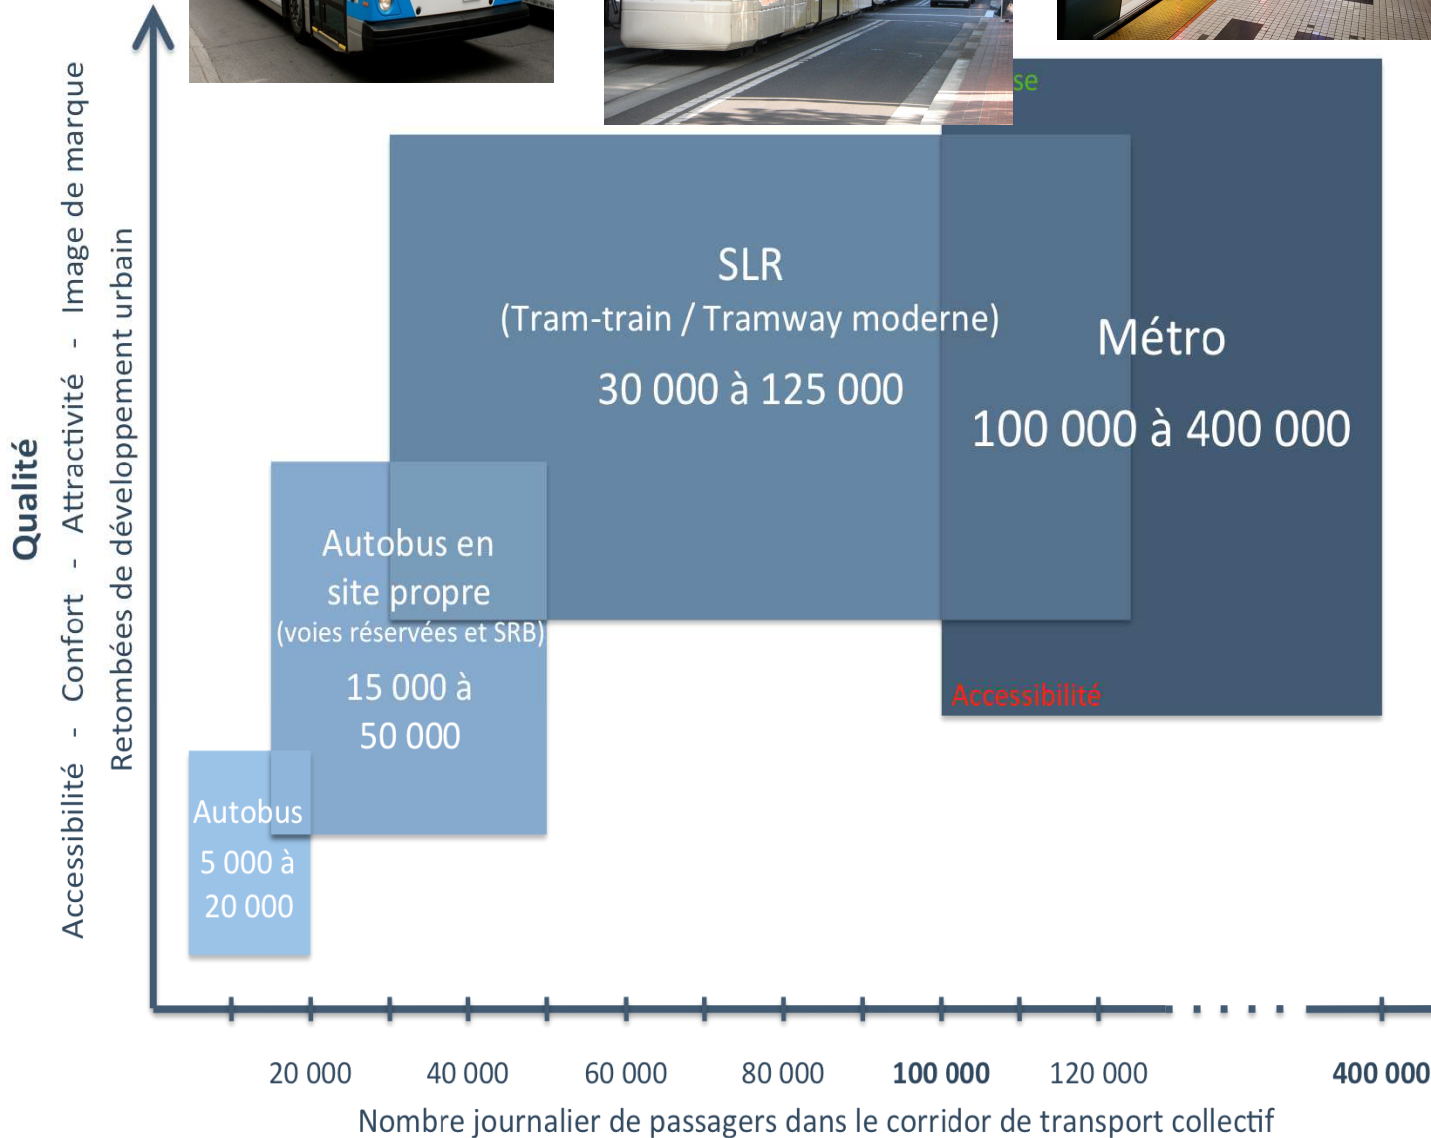 se
Qualité
Accessibilité - Confort - Attractivité - Image de marque
Retombées de développement urbain
SLR
(Tram-train / Tramway moderne)
30 000 à 125 000
Métro
100 000 à 400 000
Autobus en
site propre
(voies réservées et SRB)
15 000 à
50 000
Accessibilité
Autobus
5 000 à
20 000
20 000 40 000 60 000 80 000 100 000 120 000 400 000
Nombre journalier de passagers dans le corridor de transport collectif